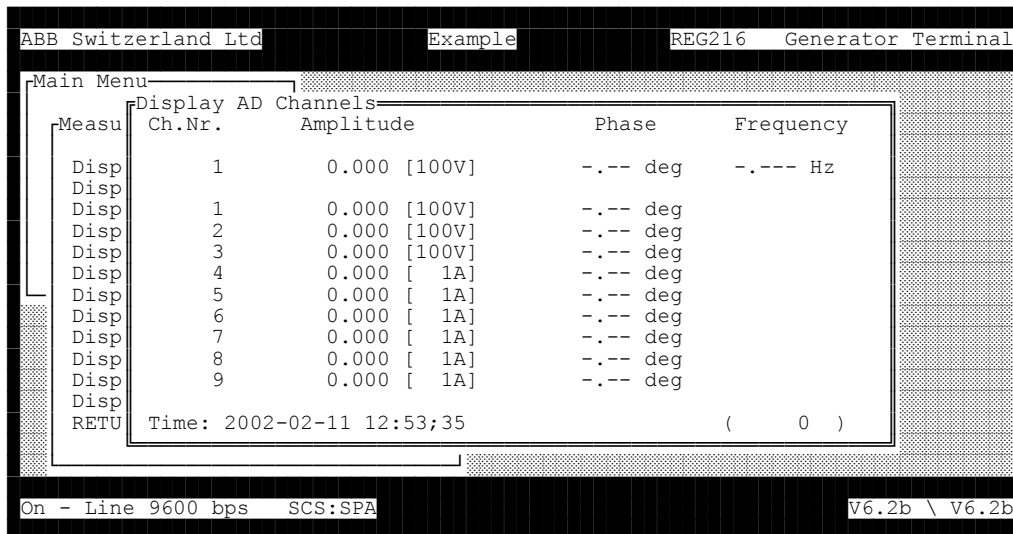 ABB Switzerland Ltd Example REG216 Generator Terminal
Main Menu
Display AD Channels
Measu Ch.Nr. Amplitude Phase Frequency
Disp 1 0.000 [100V] -.-- deg -.--- Hz
Disp
Disp 1 0.000 [100V] -.-- deg
Disp 2 0.000 [100V] -.-- deg
Disp 3 0.000 [100V] -.-- deg
Disp 4 0.000 [ 1A] -.-- deg
Disp 5 0.000 [ 1A] -.-- deg
Disp 6 0.000 [ 1A] -.-- deg
Disp 7 0.000 [ 1A] -.-- deg
Disp 8 0.000 [ 1A] -.-- deg
Disp 9 0.000 [ 1A] -.-- deg
Disp
RETU Time: 2002-02-11 12:53;35 ( 0 )
On - Line 9600 bps SCS:SPA V6.2b \ V6.2b